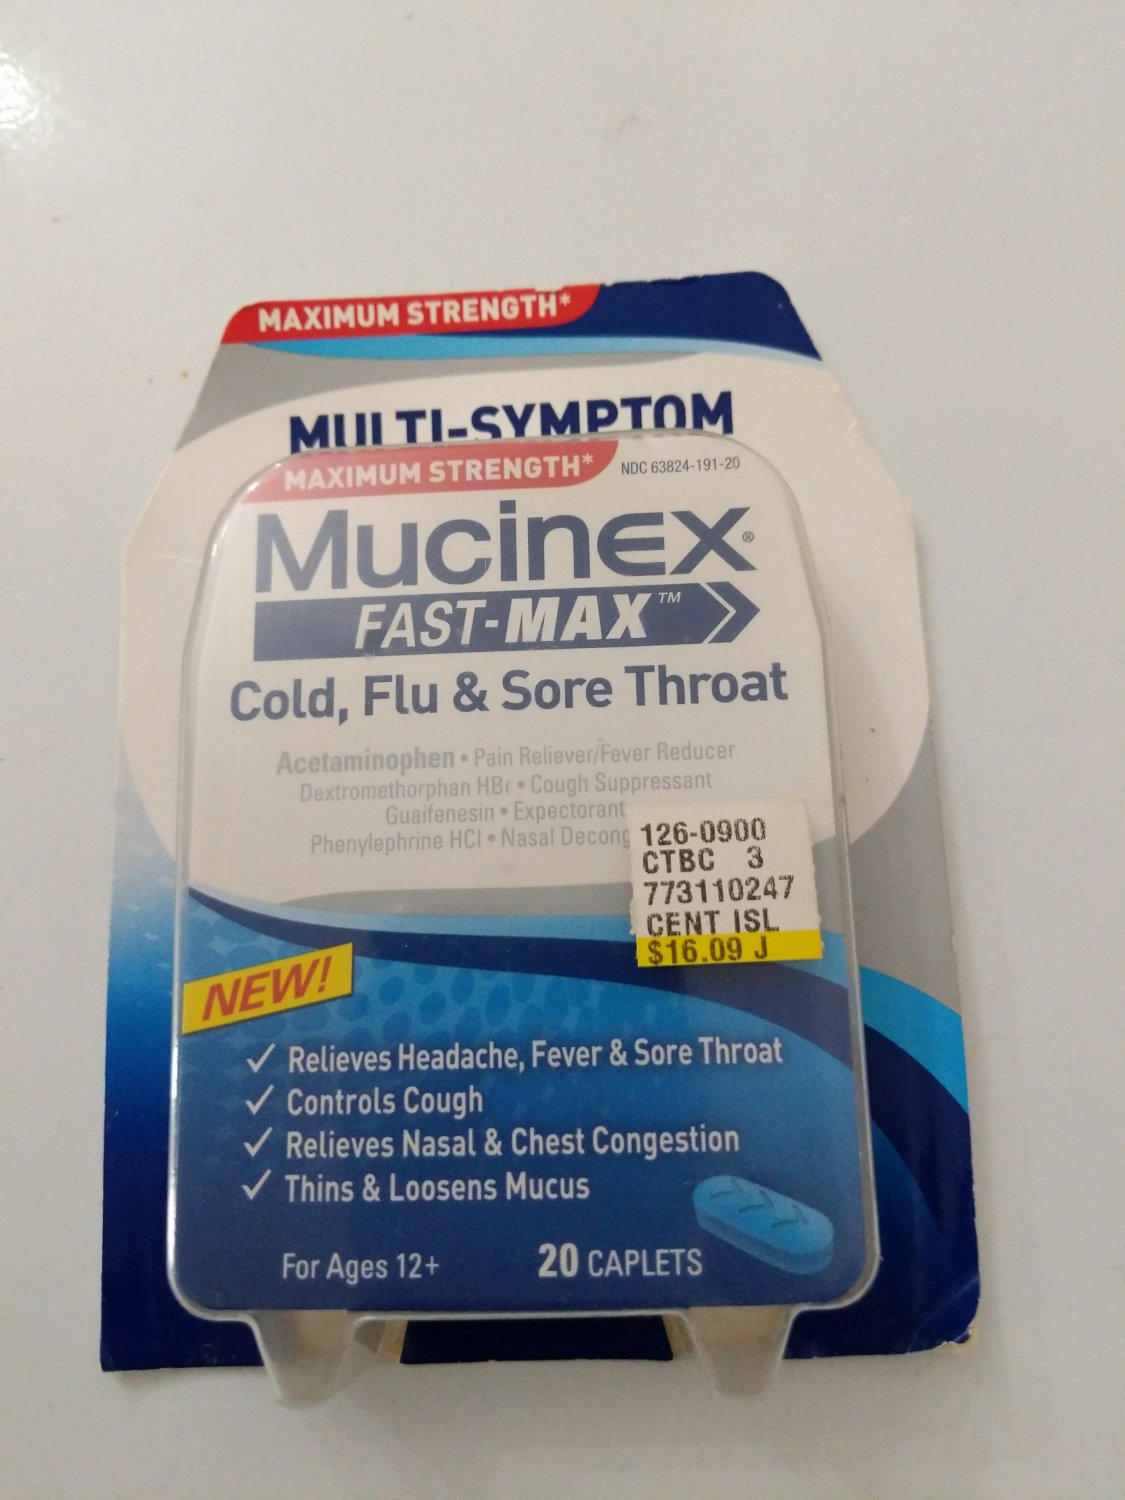 MAXIMUM STRENGTH*
MULTI-SYMPTOM
MAXIMUM STRENGTH*
NDC 63824-191-20
Mucinex®
FAST-MAX™
Cold, Flu & Sore Throat
Acetaminophen • Pain Reliever/Fever Reducer
Dextromethorphan HBr • Cough Suppressant
Guaifenesin • Expectorant
Phenylephrine HCl • Nasal Decong
126-0900
CTBC 3
773110247
CENT ISL
$16.09 J
NEW!
✓ Relieves Headache, Fever & Sore Throat
✓ Controls Cough
✓ Relieves Nasal & Chest Congestion
✓ Thins & Loosens Mucus
For Ages 12+
20 CAPLETS